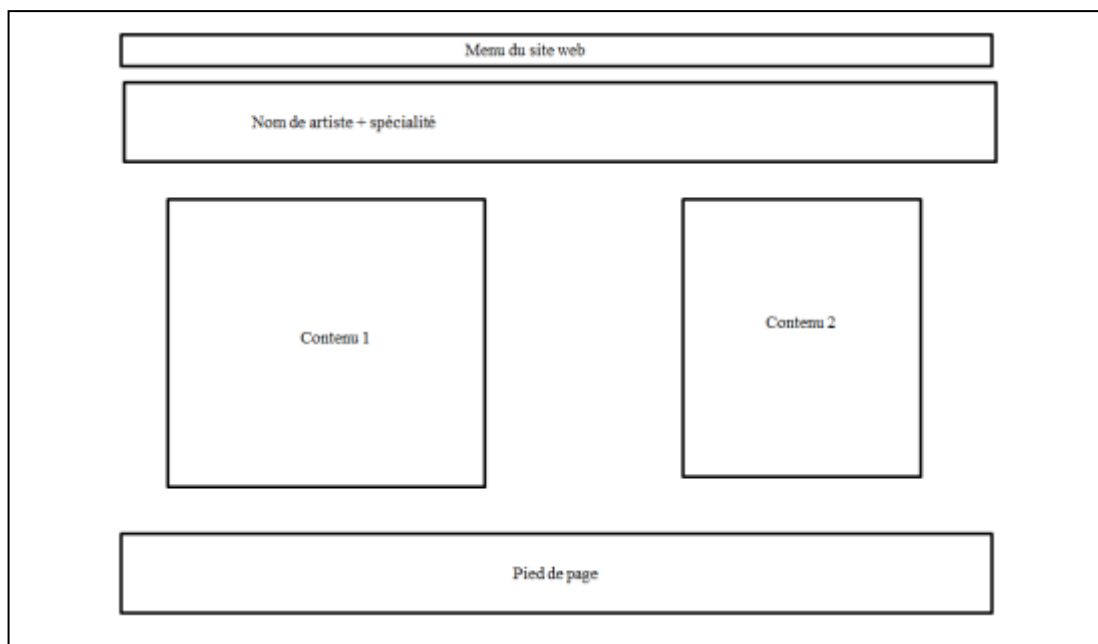 Menu du site web
Nom de artiste + spécialité
Contenu 1
Contenu 2
Pied de page